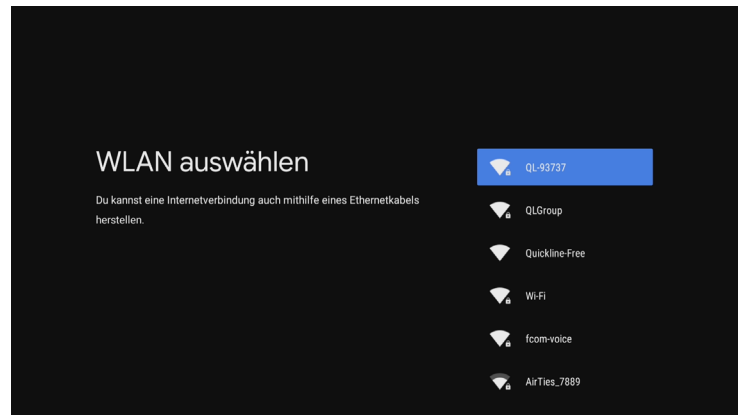 WLAN auswählen
Du kannst eine Internetverbindung auch mithilfe eines Ethernetkabels
herstellen.
QL-93737
QLGroup
Quickline-Free
Wi-Fi
fcom-voice
AirTies_7889